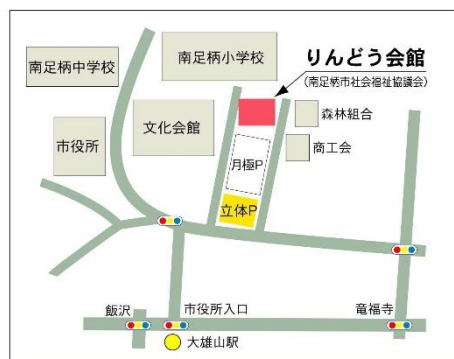 南足柄小学校
りんどう会館
(南足柄市社会福祉協議会)
南足柄中学校
文化会館
森林組合
市役所
月極P
商工会
立体P
飯沢
市役所入口
竜福寺
大雄山駅